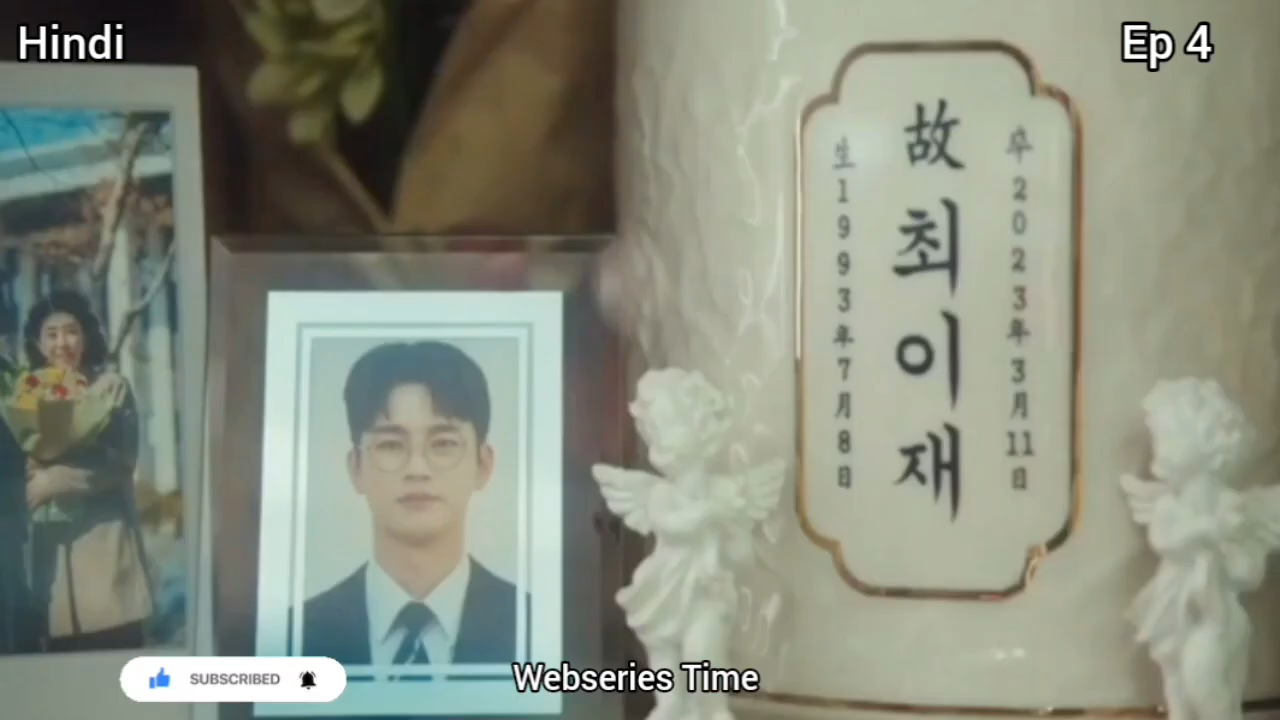 Hindi
Ep 4
故
최이재
生1993年7月8日
卒2023年3月11日
SUBSCRIBED
Webseries Time